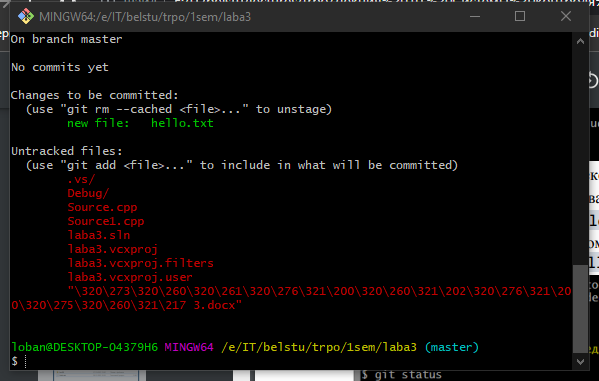 MINGW64:/e/IT/belstu/trpo/1sem/laba3
On branch master
No commits yet
Changes to be committed:
(use "git rm --cached <file>..." to unstage)
new file:   hello.txt
Untracked files:
(use "git add <file>..." to include in what will be committed)
.vs/
Debug/
Source.cpp
Source1.cpp
laba3.sln
laba3.vcxproj
laba3.vcxproj.filters
laba3.vcxproj.user
"\320\273\320\260\320\261\320\276\321\200\320\260\321\202\320\276\321\20
0\320\275\320\260\321\217 3.docx"
loban@DESKTOP-O4379H6 MINGW64 /e/IT/belstu/trpo/1sem/laba3 (master)
$
$ git status